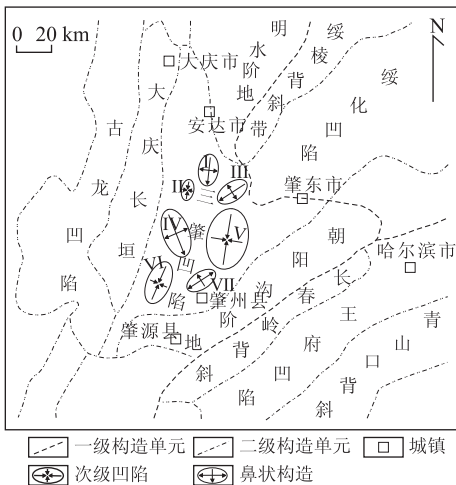 N
0 20 km
大庆市
安达市
肇东市
哈尔滨市
肇州县
肇源县
古龙凹陷
大庆长垣
明水阶地
绥棱背斜带
绥化凹陷
三肇凹陷
朝阳沟阶地
长春岭背斜
王府凹陷
青山口背斜
I
II
III
IV
V
VI
VII
一级构造单元
二级构造单元
城镇
次级凹陷
鼻状构造